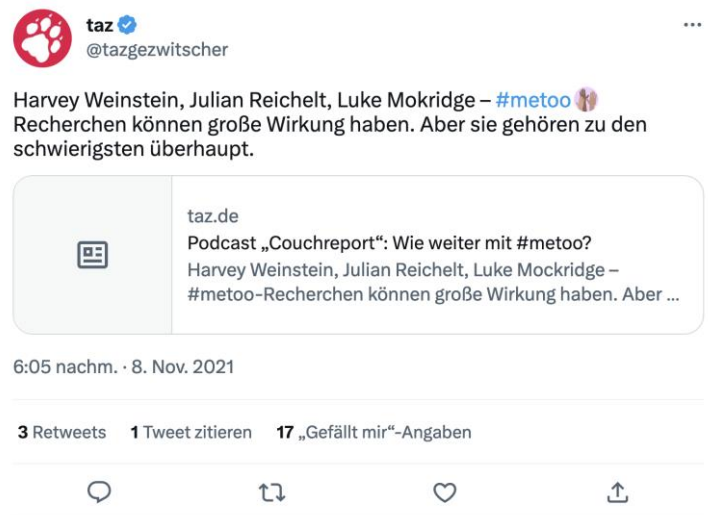 taz
@tazgezwitscher
Harvey Weinstein, Julian Reichelt, Luke Mokridge – #metoo
Recherchen können große Wirkung haben. Aber sie gehören zu den
schwierigsten überhaupt.
taz.de
Podcast „Couchreport“: Wie weiter mit #metoo?
Harvey Weinstein, Julian Reichelt, Luke Mockridge –
#metoo-Recherchen können große Wirkung haben. Aber ...
6:05 nachm. · 8. Nov. 2021
3 Retweets 1 Tweet zitieren 17 „Gefällt mir“-Angaben